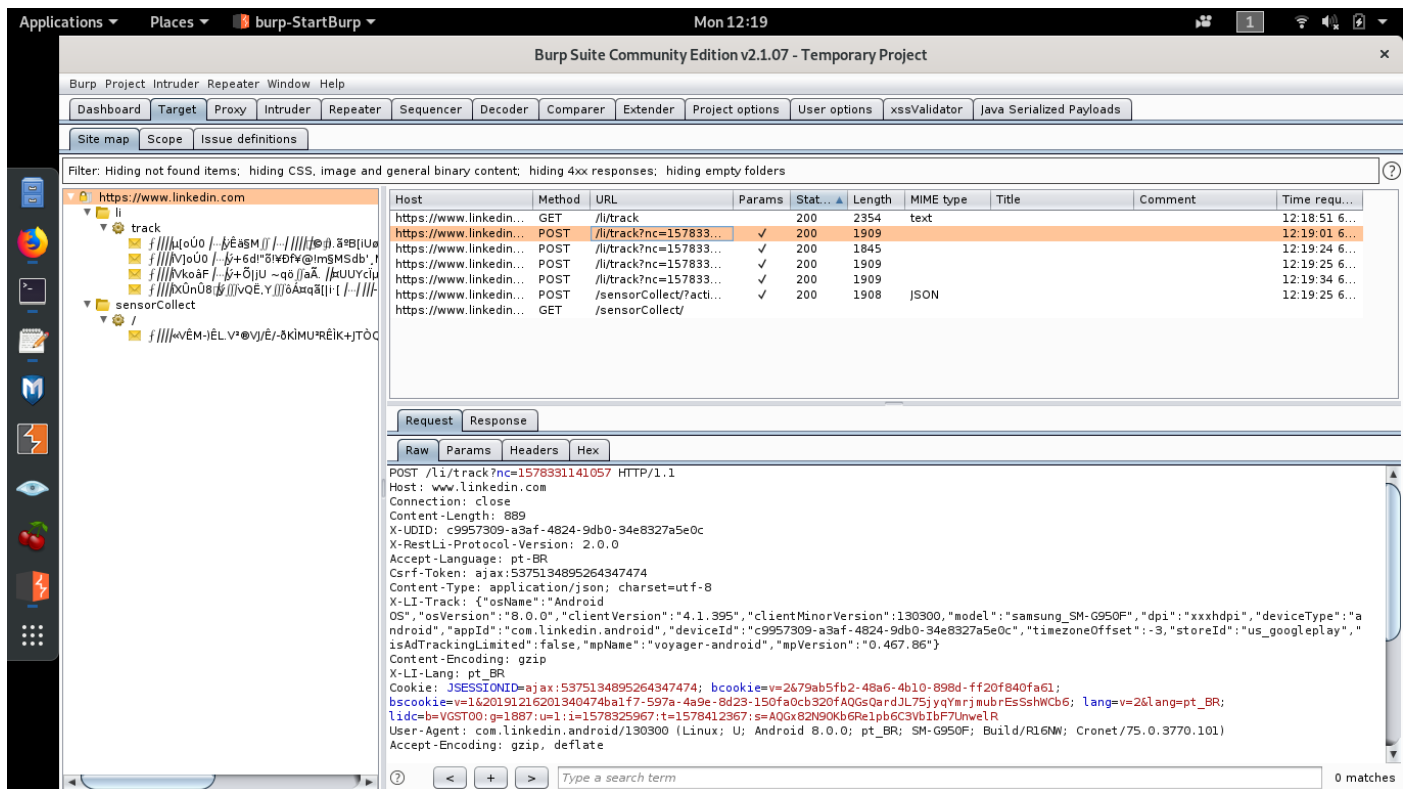 Applications Places burp-StartBurp Mon 12:19 1
Burp Suite Community Edition v2.1.07 - Temporary Project ×
Burp Project Intruder Repeater Window Help
Dashboard Target Proxy Intruder Repeater Sequencer Decoder Comparer Extender Project options User options xssValidator Java Serialized Payloads
Site map Scope Issue definitions
Filter: Hiding not found items; hiding CSS, image and general binary content; hiding 4xx responses; hiding empty folders ?
https://www.linkedin.com
li
track
sensorCollect
/
Host Method URL Params Stat... Length MIME type Title Comment Time requ...
https://www.linkedin... GET /li/track 200 2354 text 12:18:51 6...
https://www.linkedin... POST /li/track?nc=157833... ✓ 200 1909 12:19:01 6...
https://www.linkedin... POST /li/track?nc=157833... ✓ 200 1845 12:19:24 6...
https://www.linkedin... POST /li/track?nc=157833... ✓ 200 1909 12:19:25 6...
https://www.linkedin... POST /li/track?nc=157833... ✓ 200 1909 12:19:34 6...
https://www.linkedin... POST /sensorCollect/?acti... ✓ 200 1908 JSON 12:19:25 6...
https://www.linkedin... GET /sensorCollect/
Request Response
Raw Params Headers Hex
POST /li/track?nc=1578331141057 HTTP/1.1
Host: www.linkedin.com
Connection: close
Content-Length: 889
X-UDID: c9957309-a3af-4824-9db0-34e8327a5e0c
X-RestLi-Protocol-Version: 2.0.0
Accept-Language: pt-BR
Csrf-Token: ajax:5375134895264347474
Content-Type: application/json; charset=utf-8
X-LI-Track: {"osName":"Android
OS","osVersion":"8.0.0","clientVersion":"4.1.395","clientMinorVersion":130300,"model":"samsung_SM-G950F","dpi":"xxxhdpi","deviceType":"a
ndroid","appId":"com.linkedin.android","deviceId":"c9957309-a3af-4824-9db0-34e8327a5e0c","timezoneOffset":-3,"storeId":"us_googleplay","
isAdTrackingLimited":false,"mpName":"voyager-android","mpVersion":"0.467.86"}
Content-Encoding: gzip
X-LI-Lang: pt_BR
Cookie: JSESSIONID=ajax:5375134895264347474; bcookie=v=2&79ab5fb2-48a6-4b10-898d-ff20f840fa61;
bscookie=v=1&20191216201340474ba1f7-597a-4a9e-8d23-150fa0cb320fAQGsQardJL75jyqYmrjmubrEsSshWCb6; lang=v=2&lang=pt_BR;
lidc=b=VGST00:g=1887:u=1:i=1578325967:t=1578412367:s=AQGx82N9OKb6Re1pb6C3VbIbF7UnwelR
User-Agent: com.linkedin.android/130300 (Linux; U; Android 8.0.0; pt_BR; SM-G950F; Build/R16NW; Cronet/75.0.3770.101)
Accept-Encoding: gzip, deflate
? < + > Type a search term 0 matches